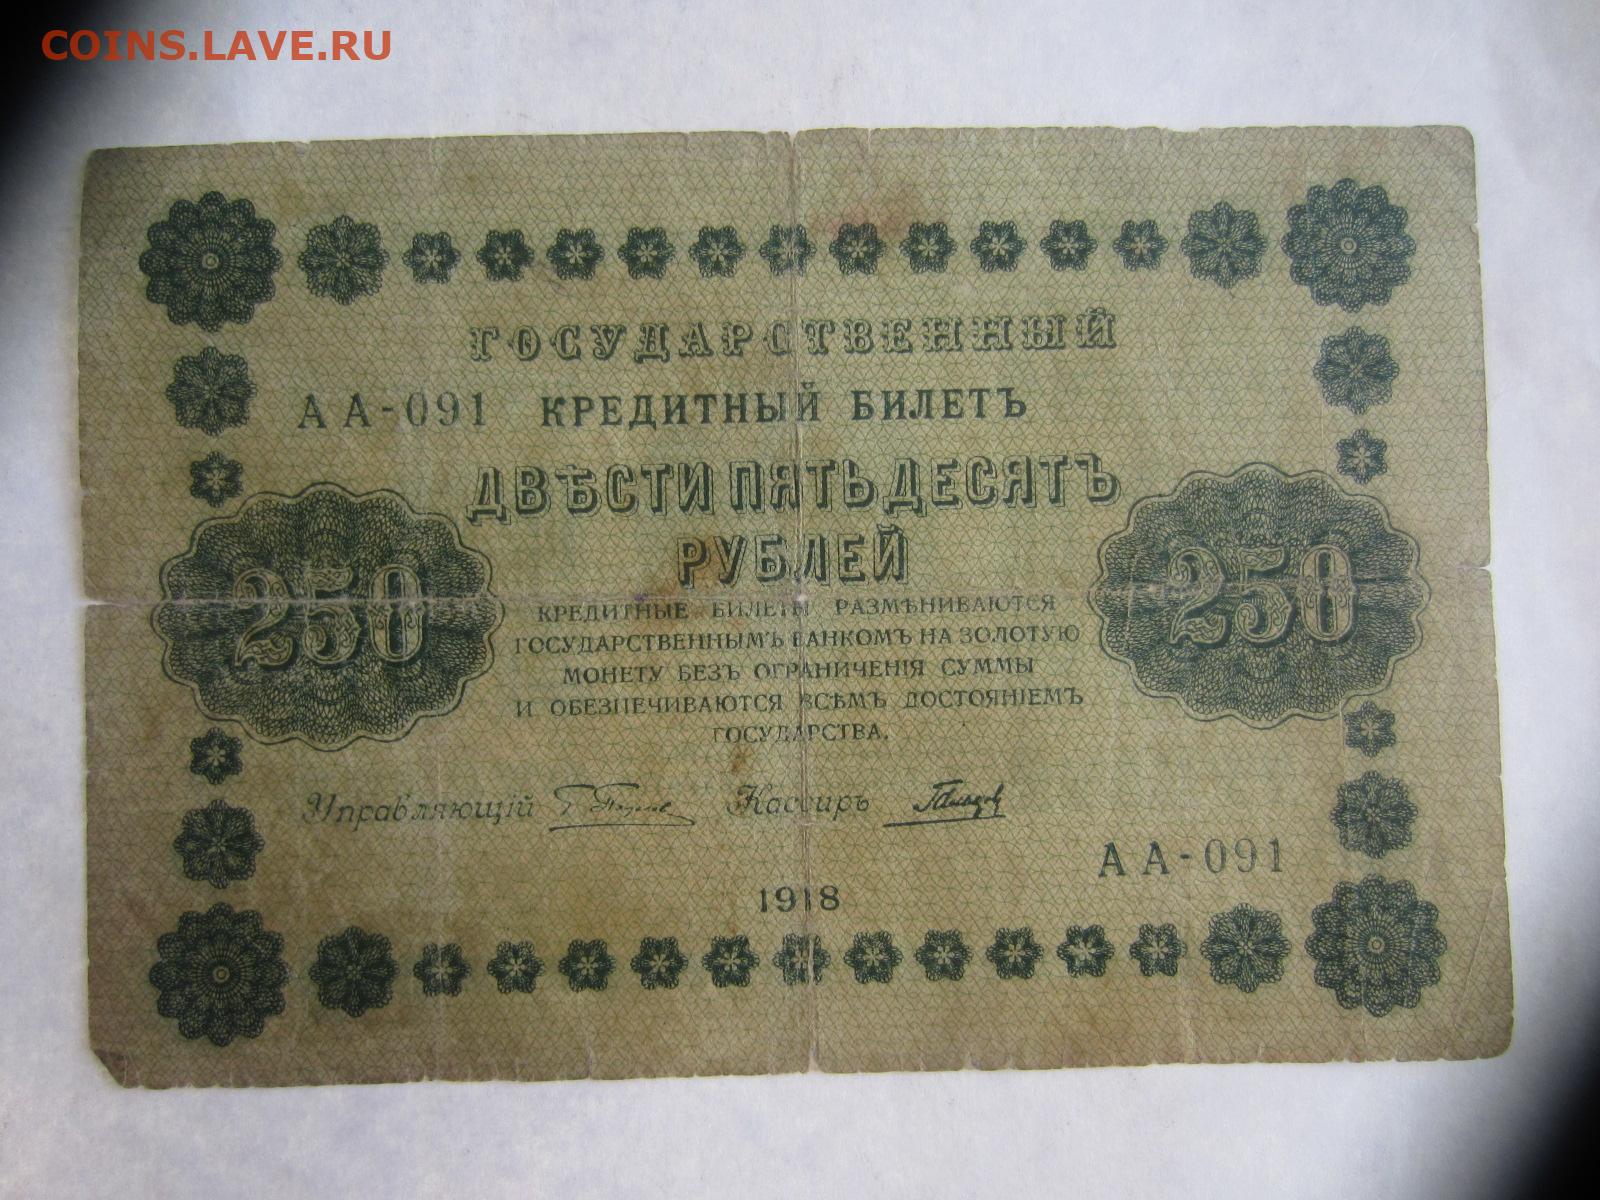 COINS.LAVE.RU
ГОСУДАРСТВЕННЫЙ
АА-091 КРЕДИТНЫЙ БИЛЕТЪ
ДВѢСТИ ПЯТЬДЕСЯТЪ
РУБЛЕЙ
250
250
КРЕДИТНЫЕ БИЛЕТЫ РАЗМѢНИВАЮТСЯ
ГОСУДАРСТВЕННЫМЪ БАНКОМЪ НА ЗОЛОТУЮ
МОНЕТУ БЕЗЪ ОГРАНИЧЕНІЯ СУММЫ
И ОБЕЗПЕЧИВАЮТСЯ ВСѢМЪ ДОСТОЯНІЕМЪ
ГОСУДАРСТВА.
Управляющій Кассиръ
АА-091
1918